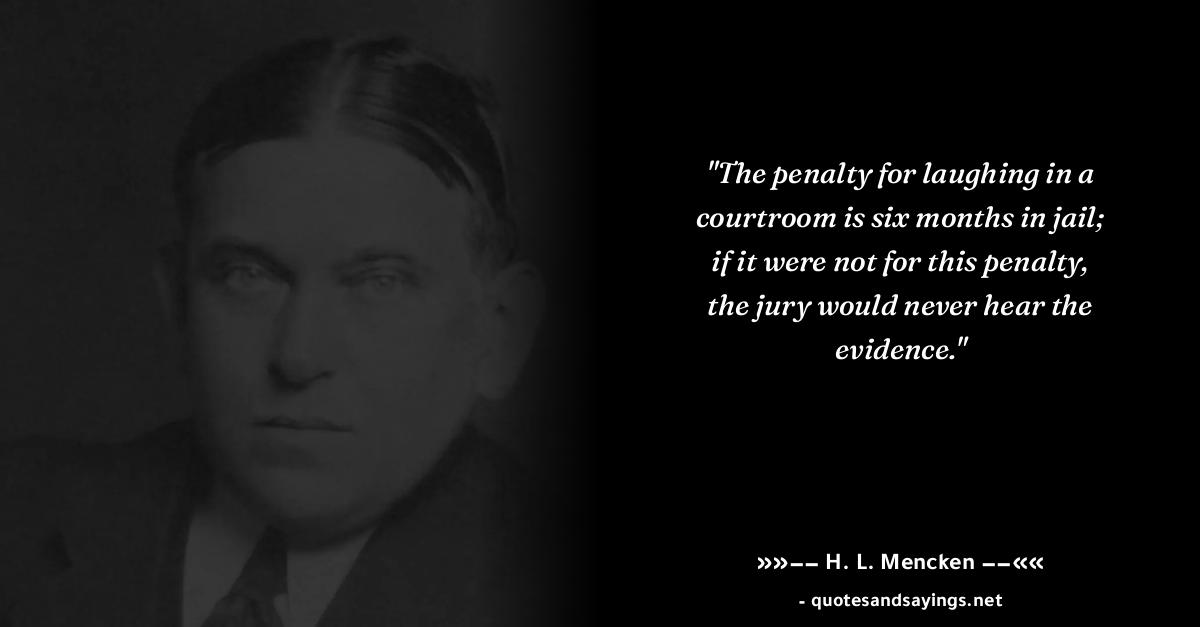 "The penalty for laughing in a
courtroom is six months in jail;
if it were not for this penalty,
the jury would never hear the
evidence."
»»–– H. L. Mencken ––««
- quotesandsayings.net